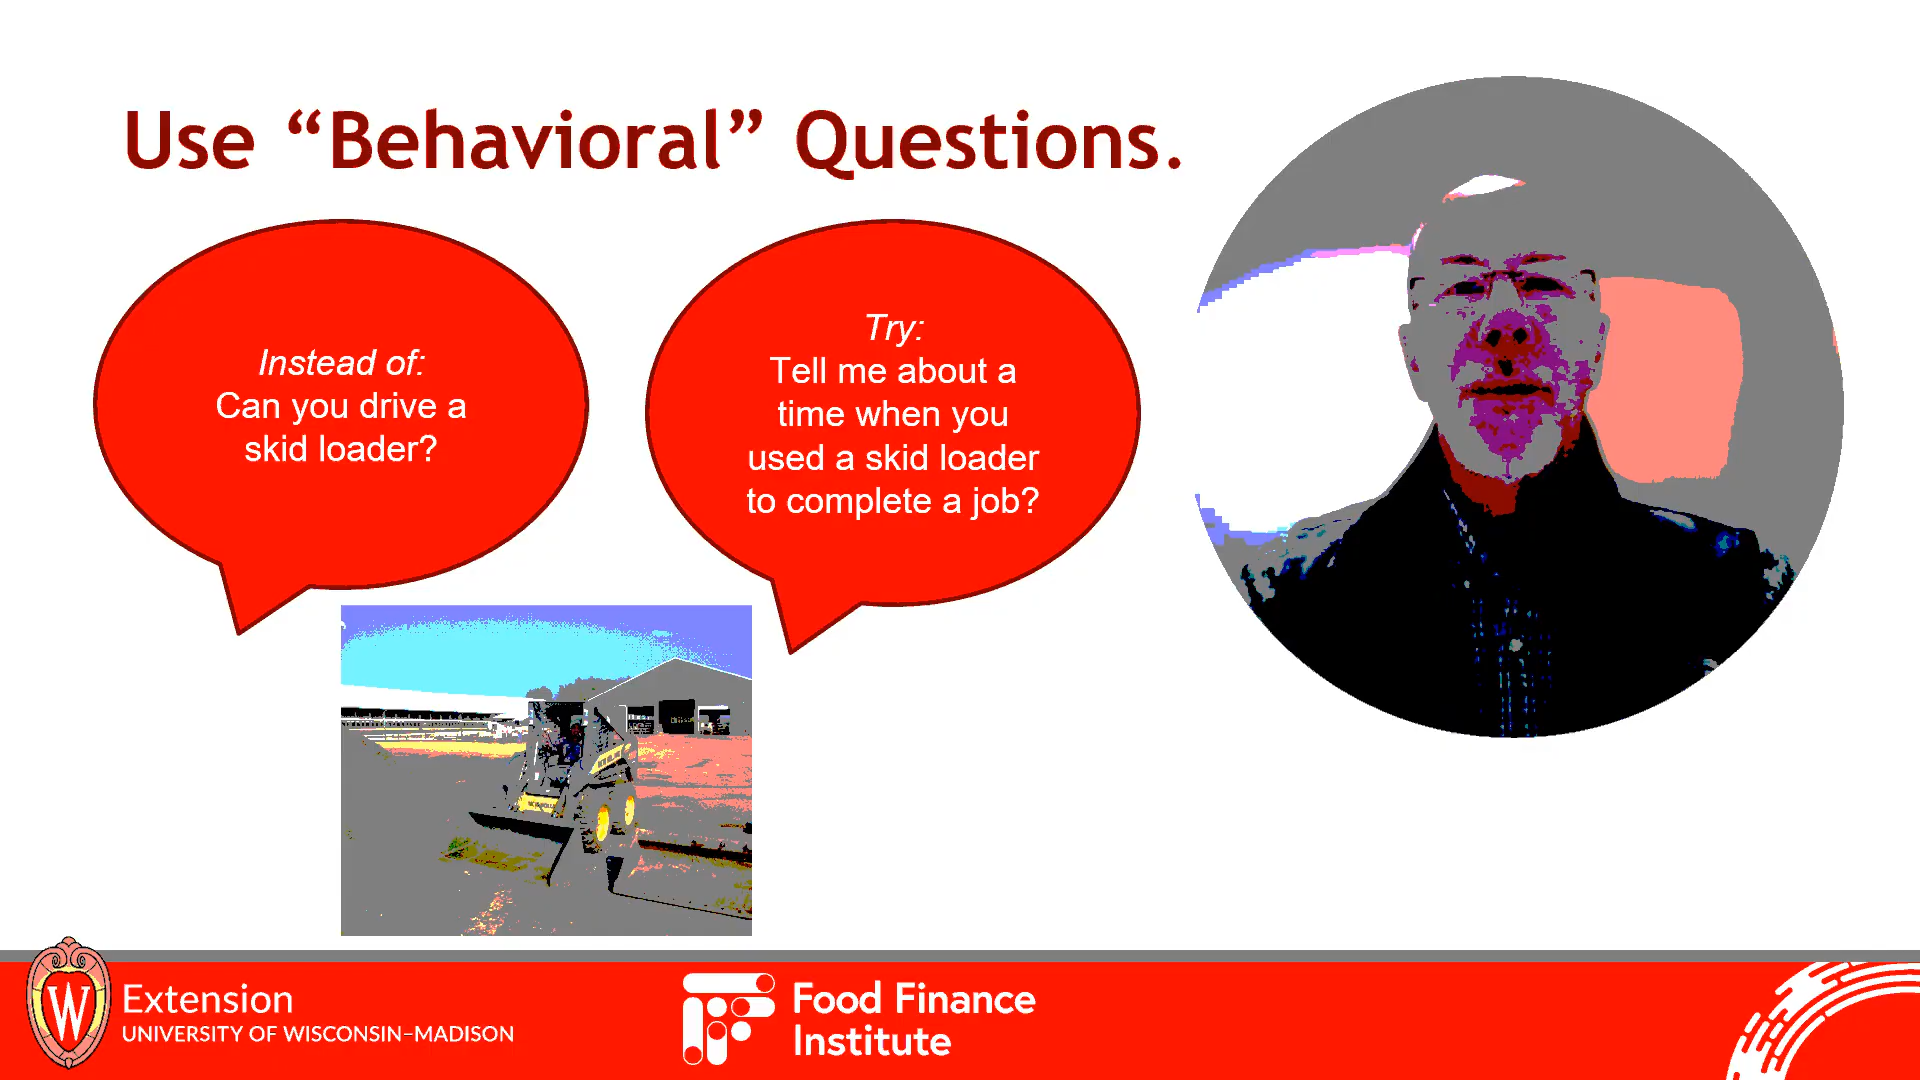 Use “Behavioral” Questions.
Instead of:
Can you drive a
skid loader?
Try:
Tell me about a
time when you
used a skid loader
to complete a job?
W
Extension
UNIVERSITY OF WISCONSIN–MADISON
Food Finance
Institute